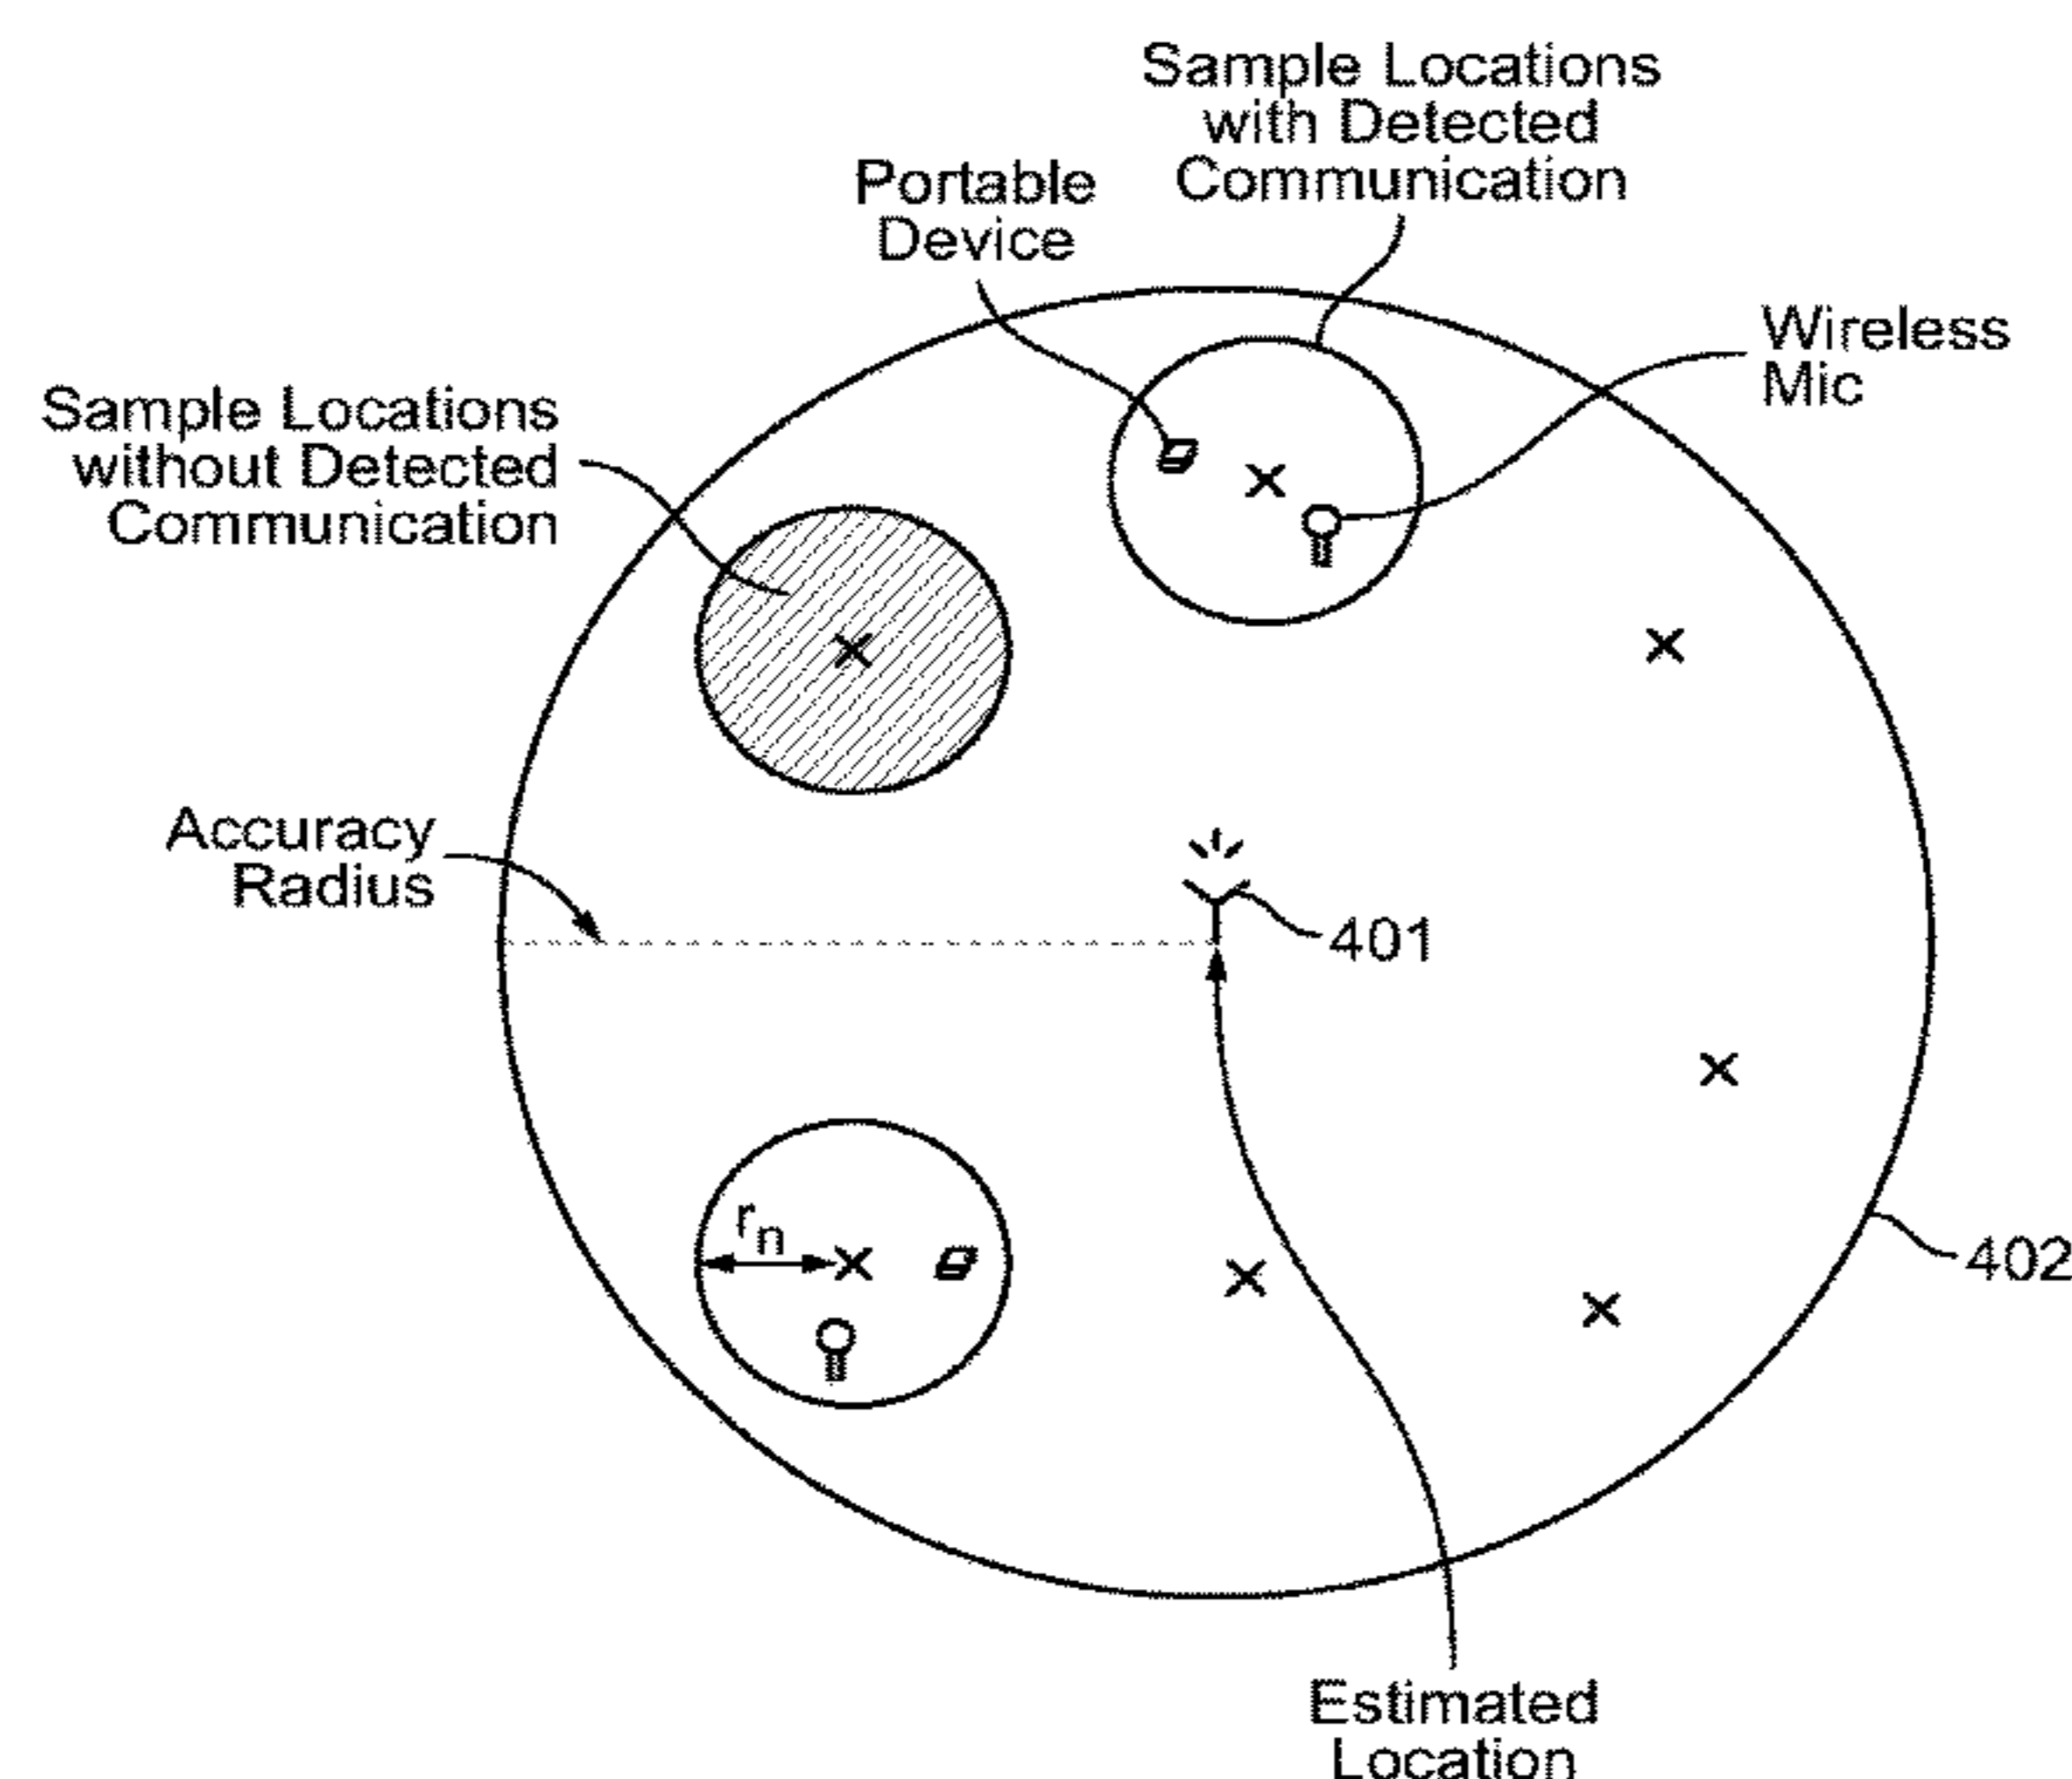 Sample Locations
with Detected
Communication
Portable
Device
Wireless
Mic
Sample Locations
without Detected
Communication
Accuracy
Radius
401
rn
402
Estimated
Location